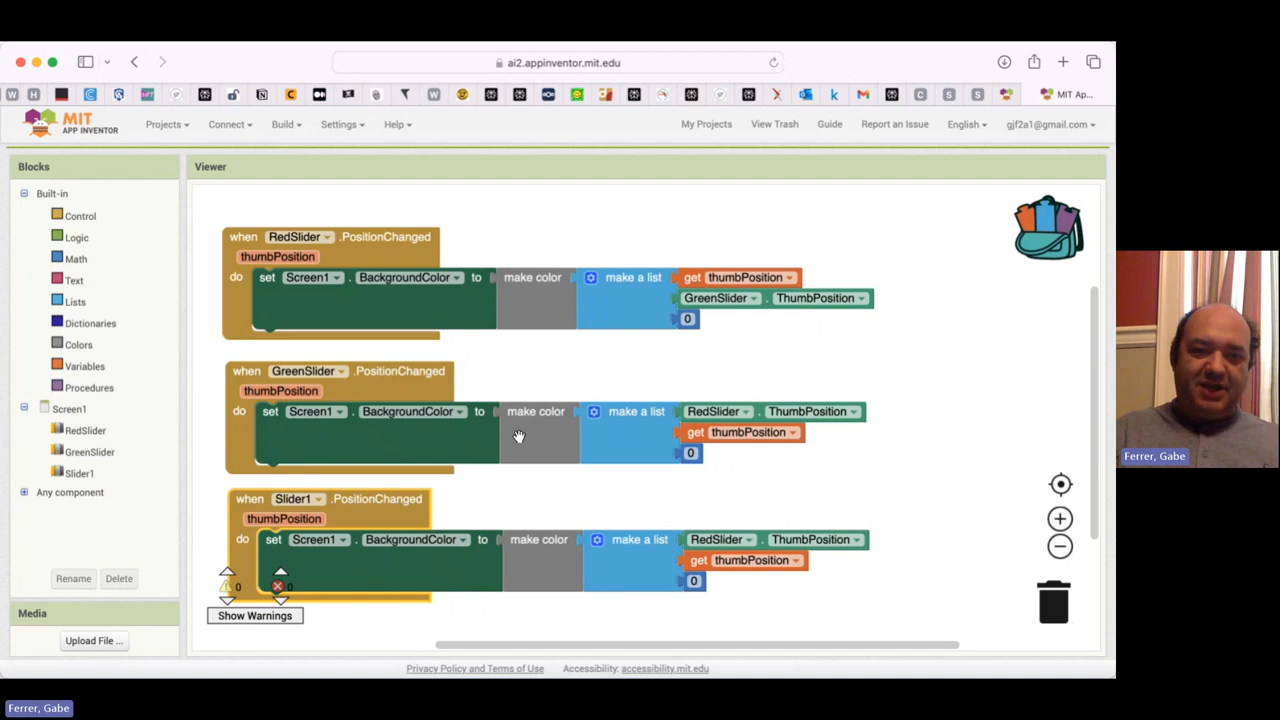 ai2.appinventor.mit.edu
MIT Ap...
MIT
APP INVENTOR
Projects
Connect
Build
Settings
Help
My Projects
View Trash
Guide
Report an Issue
English
gjf2a1@gmail.com
Blocks
Viewer
Built-in
Control
Logic
Math
Text
Lists
Dictionaries
Colors
Variables
Procedures
Screen1
RedSlider
GreenSlider
Slider1
Any component
Rename
Delete
Media
Upload File ...
when RedSlider .PositionChanged
thumbPosition
do set Screen1 . BackgroundColor to make color make a list get thumbPosition
GreenSlider . ThumbPosition
0
when GreenSlider .PositionChanged
thumbPosition
do set Screen1 . BackgroundColor to make color make a list RedSlider . ThumbPosition
get thumbPosition
0
when Slider1 .PositionChanged
thumbPosition
do set Screen1 . BackgroundColor to make color make a list RedSlider . ThumbPosition
get thumbPosition
0
0 0
Show Warnings
Privacy Policy and Terms of Use
Accessibility: accessibility.mit.edu
Ferrer, Gabe
Ferrer, Gabe